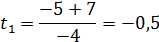 t₁ = (−5 + 7)/(−4) = −0,5